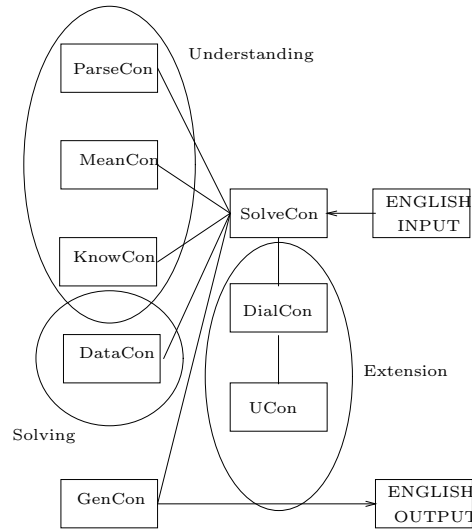 Understanding
ParseCon
MeanCon
SolveCon
ENGLISH
INPUT
KnowCon
DialCon
DataCon
Extension
UCon
Solving
GenCon
ENGLISH
OUTPUT